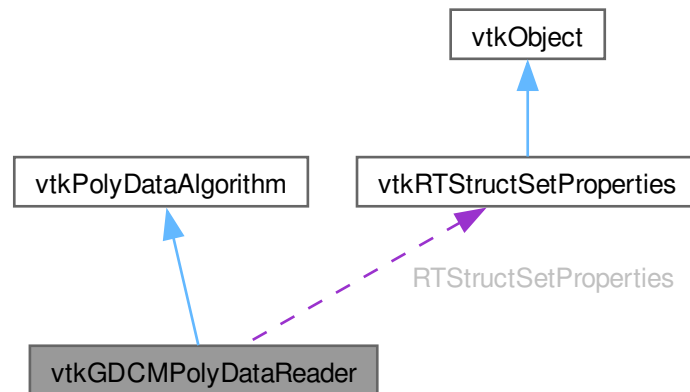 vtkObject
vtkPolyDataAlgorithm
vtkRTStructSetProperties
RTStructSetProperties
vtkGDCMPolyDataReader